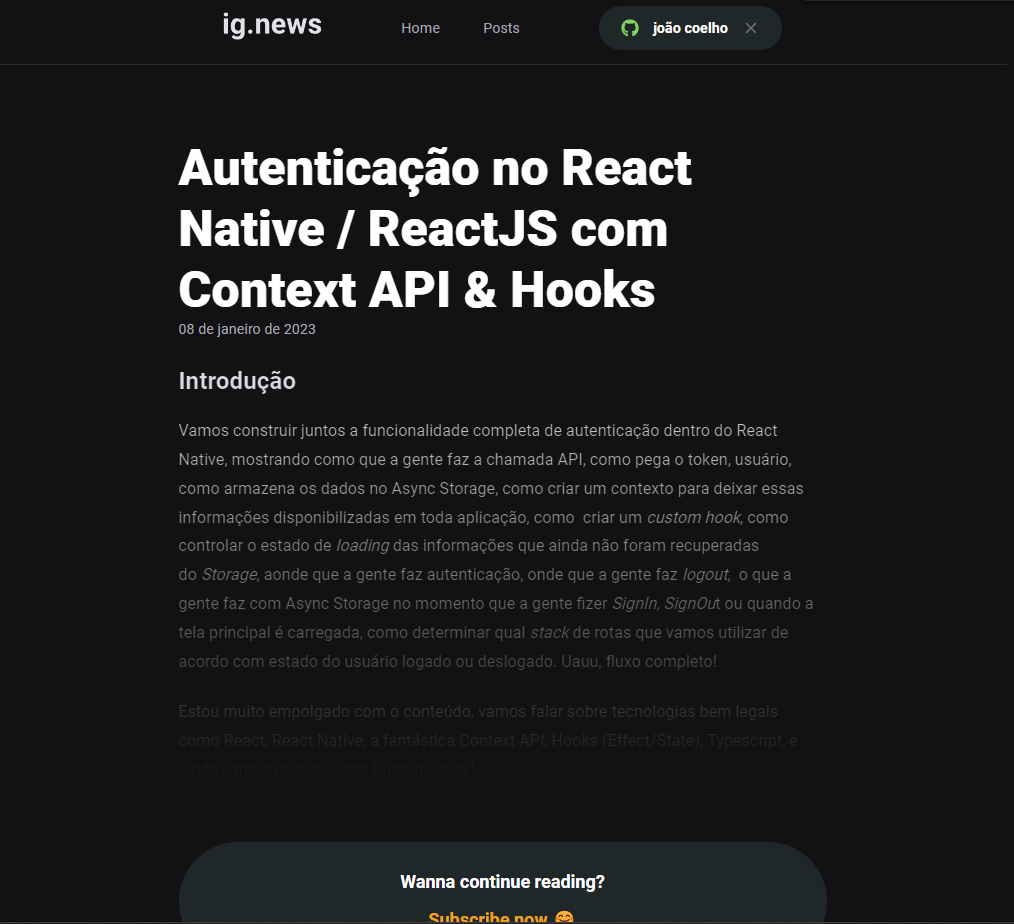 ig.news
Home
Posts
joão coelho
Autenticação no React
Native / ReactJS com
Context API & Hooks
08 de janeiro de 2023
Introdução
Vamos construir juntos a funcionalidade completa de autenticação dentro do React
Native, mostrando como que a gente faz a chamada API, como pega o token, usuário,
como armazena os dados no Async Storage, como criar um contexto para deixar essas
informações disponibilizadas em toda aplicação, como  criar um custom hook, como
controlar o estado de loading das informações que ainda não foram recuperadas
do Storage, aonde que a gente faz autenticação, onde que a gente faz logout,  o que a
gente faz com Async Storage no momento que a gente fizer SignIn, SignOut ou quando a
tela principal é carregada, como determinar qual stack de rotas que vamos utilizar de
acordo com estado do usuário logado ou deslogado. Uauu, fluxo completo!
Estou muito empolgado com o conteúdo, vamos falar sobre tecnologias bem legais
como React, React Native, a fantástica Context API, Hooks (Effect/State), Typescript, e
ainda vamos criar o nosso Custom Hook!
Wanna continue reading?
Subscribe now 🤗